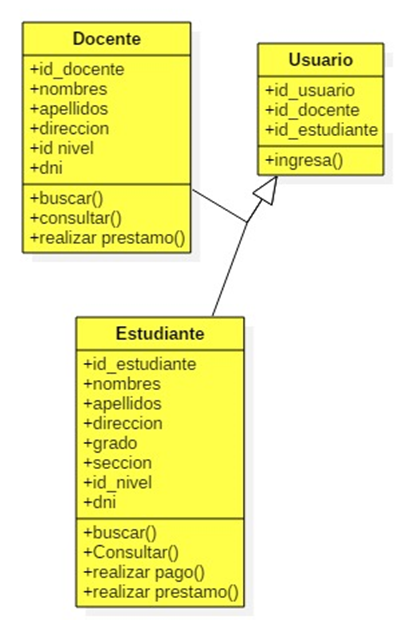 Docente
+id_docente
+nombres
+apellidos
+direccion
+id nivel
+dni
+buscar()
+consultar()
+realizar prestamo()
Usuario
+id_usuario
+id_docente
+id_estudiante
+ingresa()
Estudiante
+id_estudiante
+nombres
+apellidos
+direccion
+grado
+seccion
+id_nivel
+dni
+buscar()
+Consultar()
+realizar pago()
+realizar prestamo()